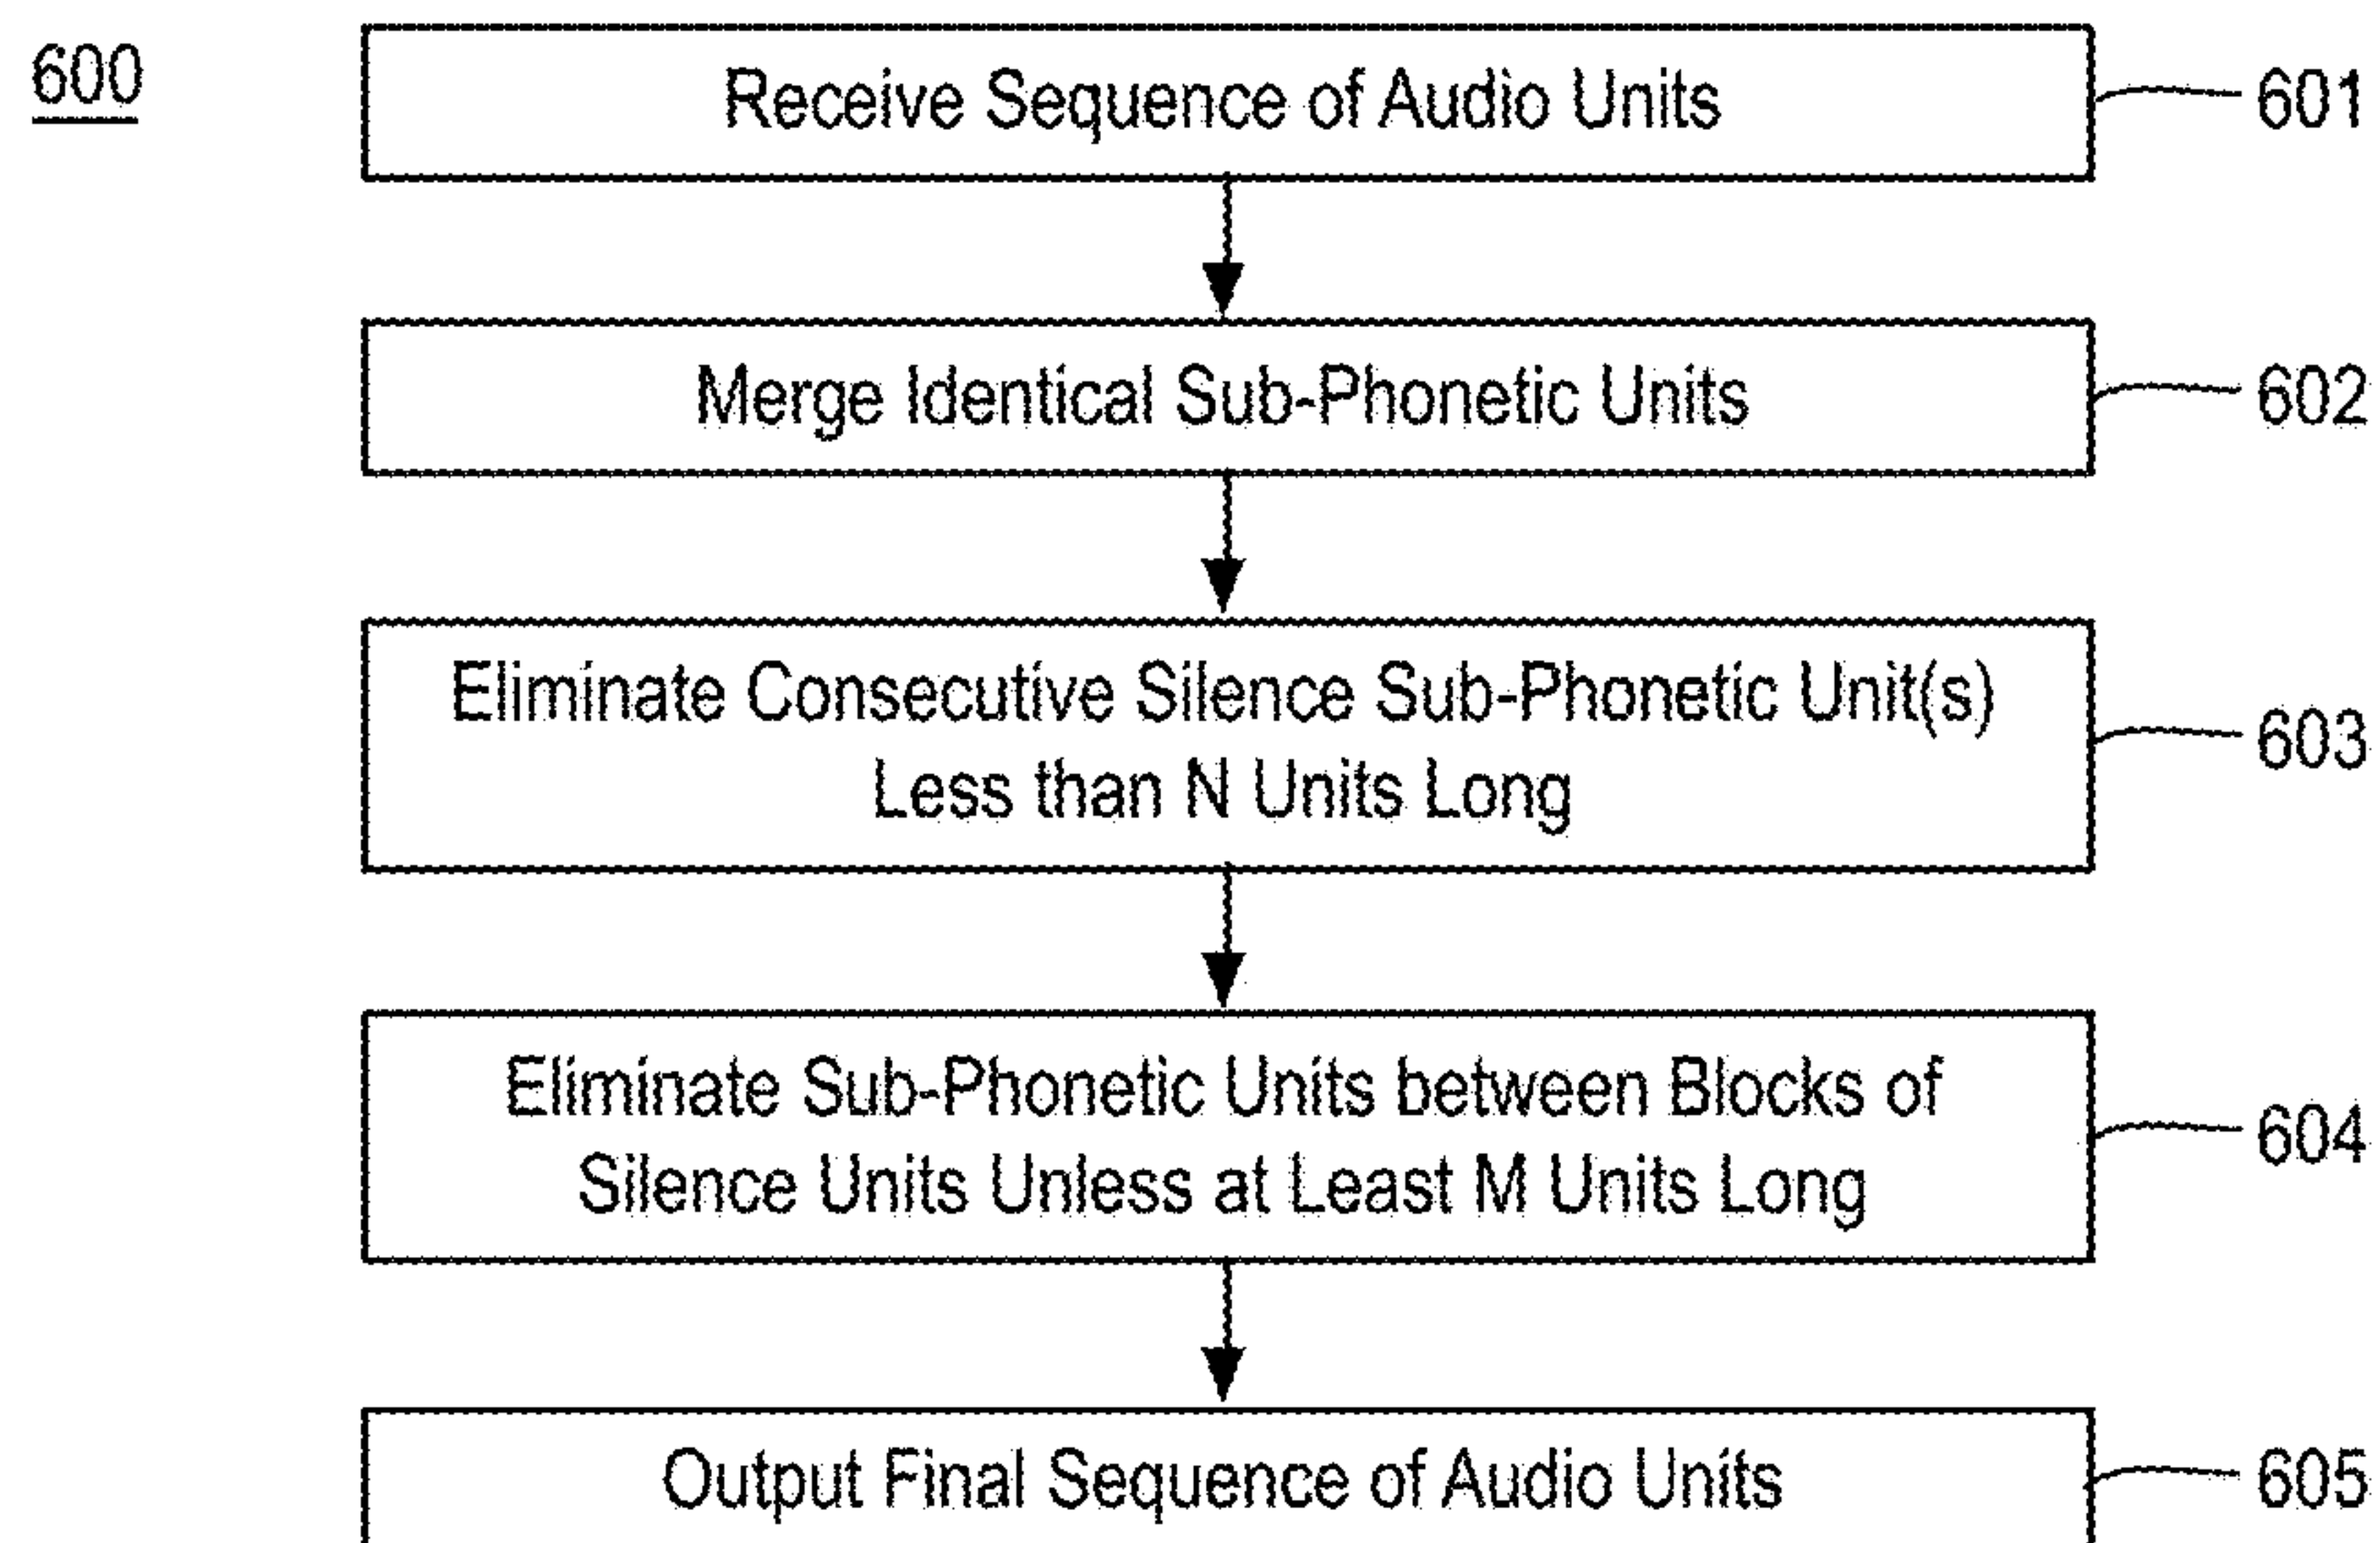 600
Receive Sequence of Audio Units
601
Merge Identical Sub-Phonetic Units
602
Eliminate Consecutive Silence Sub-Phonetic Unit(s)
Less than N Units Long
603
Eliminate Sub-Phonetic Units between Blocks of
Silence Units Unless at Least M Units Long
604
Output Final Sequence of Audio Units
605